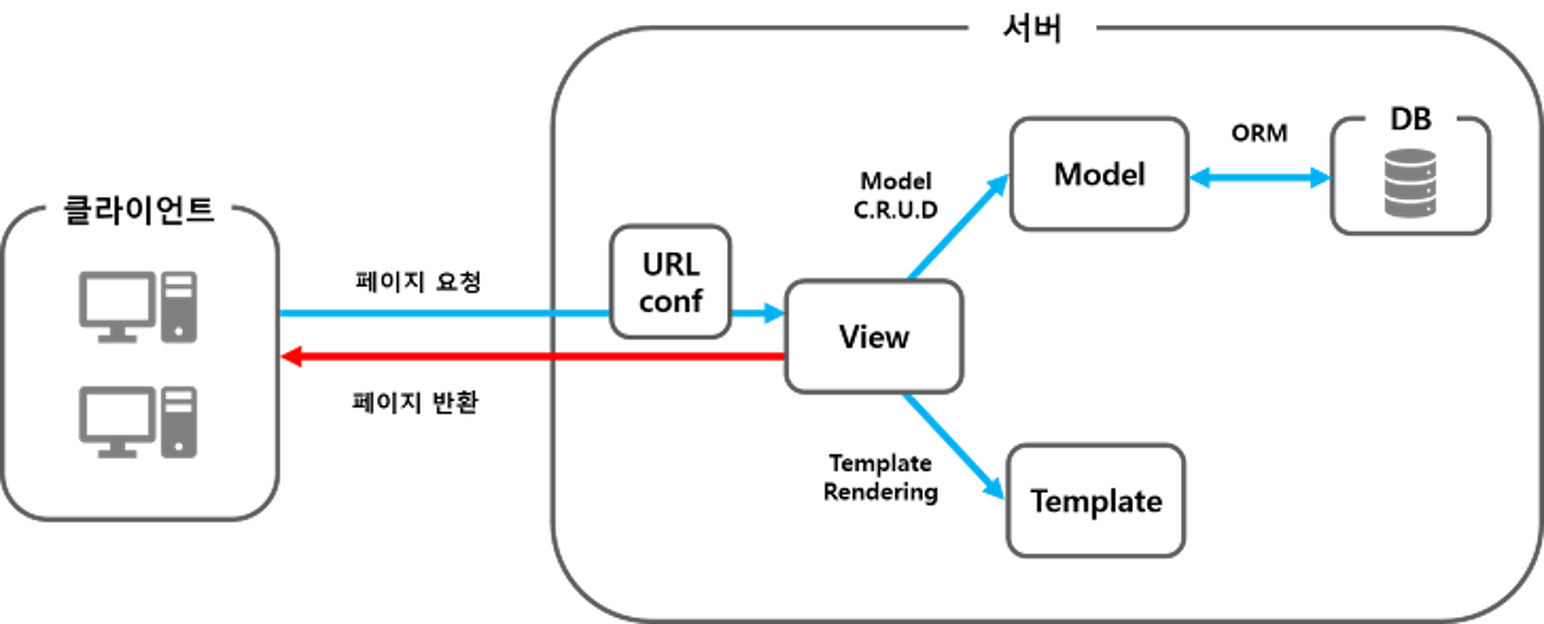 서버
클라이언트
페이지 요청
페이지 반환
URL
conf
View
Model
C.R.U.D
Model
ORM
DB
Template
Rendering
Template